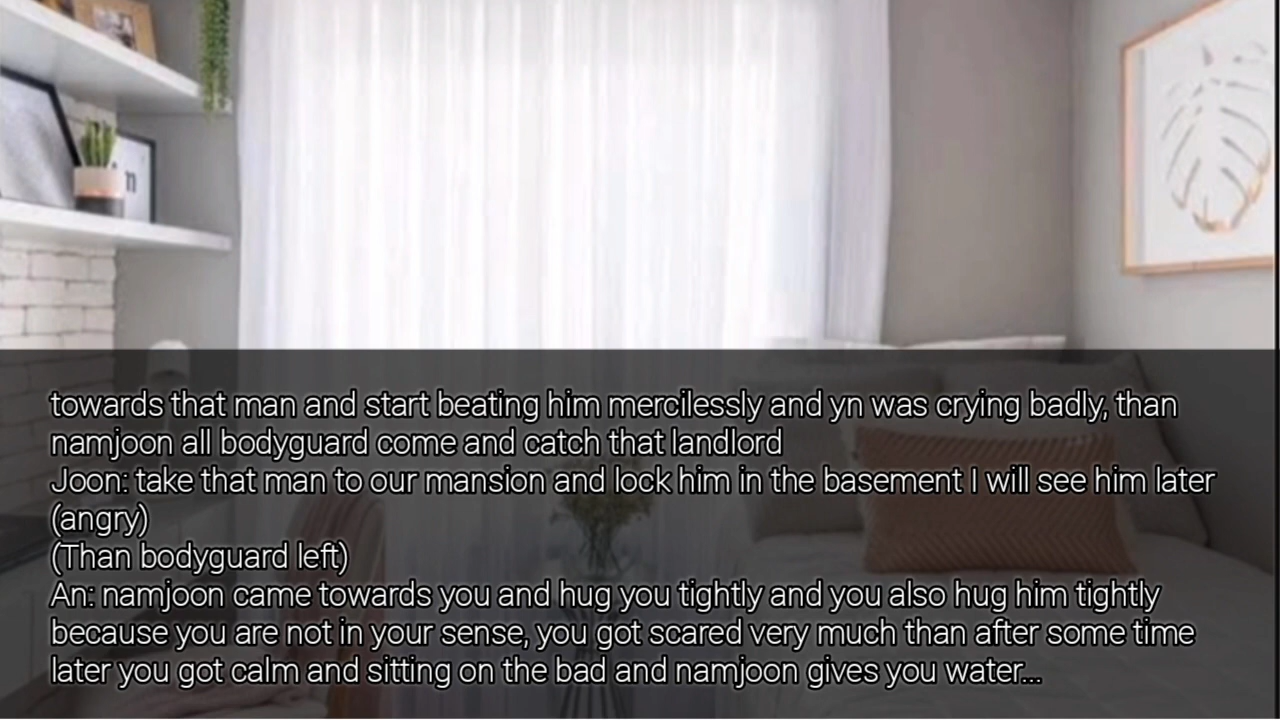 towards that man and start beating him mercilessly and yn was crying badly, than
namjoon all bodyguard come and catch that landlord
Joon: take that man to our mansion and lock him in the basement I will see him later
(angry)
(Than bodyguard left)
An: namjoon came towards you and hug you tightly and you also hug him tightly
because you are not in your sense, you got scared very much than after some time
later you got calm and sitting on the bad and namjoon gives you water...